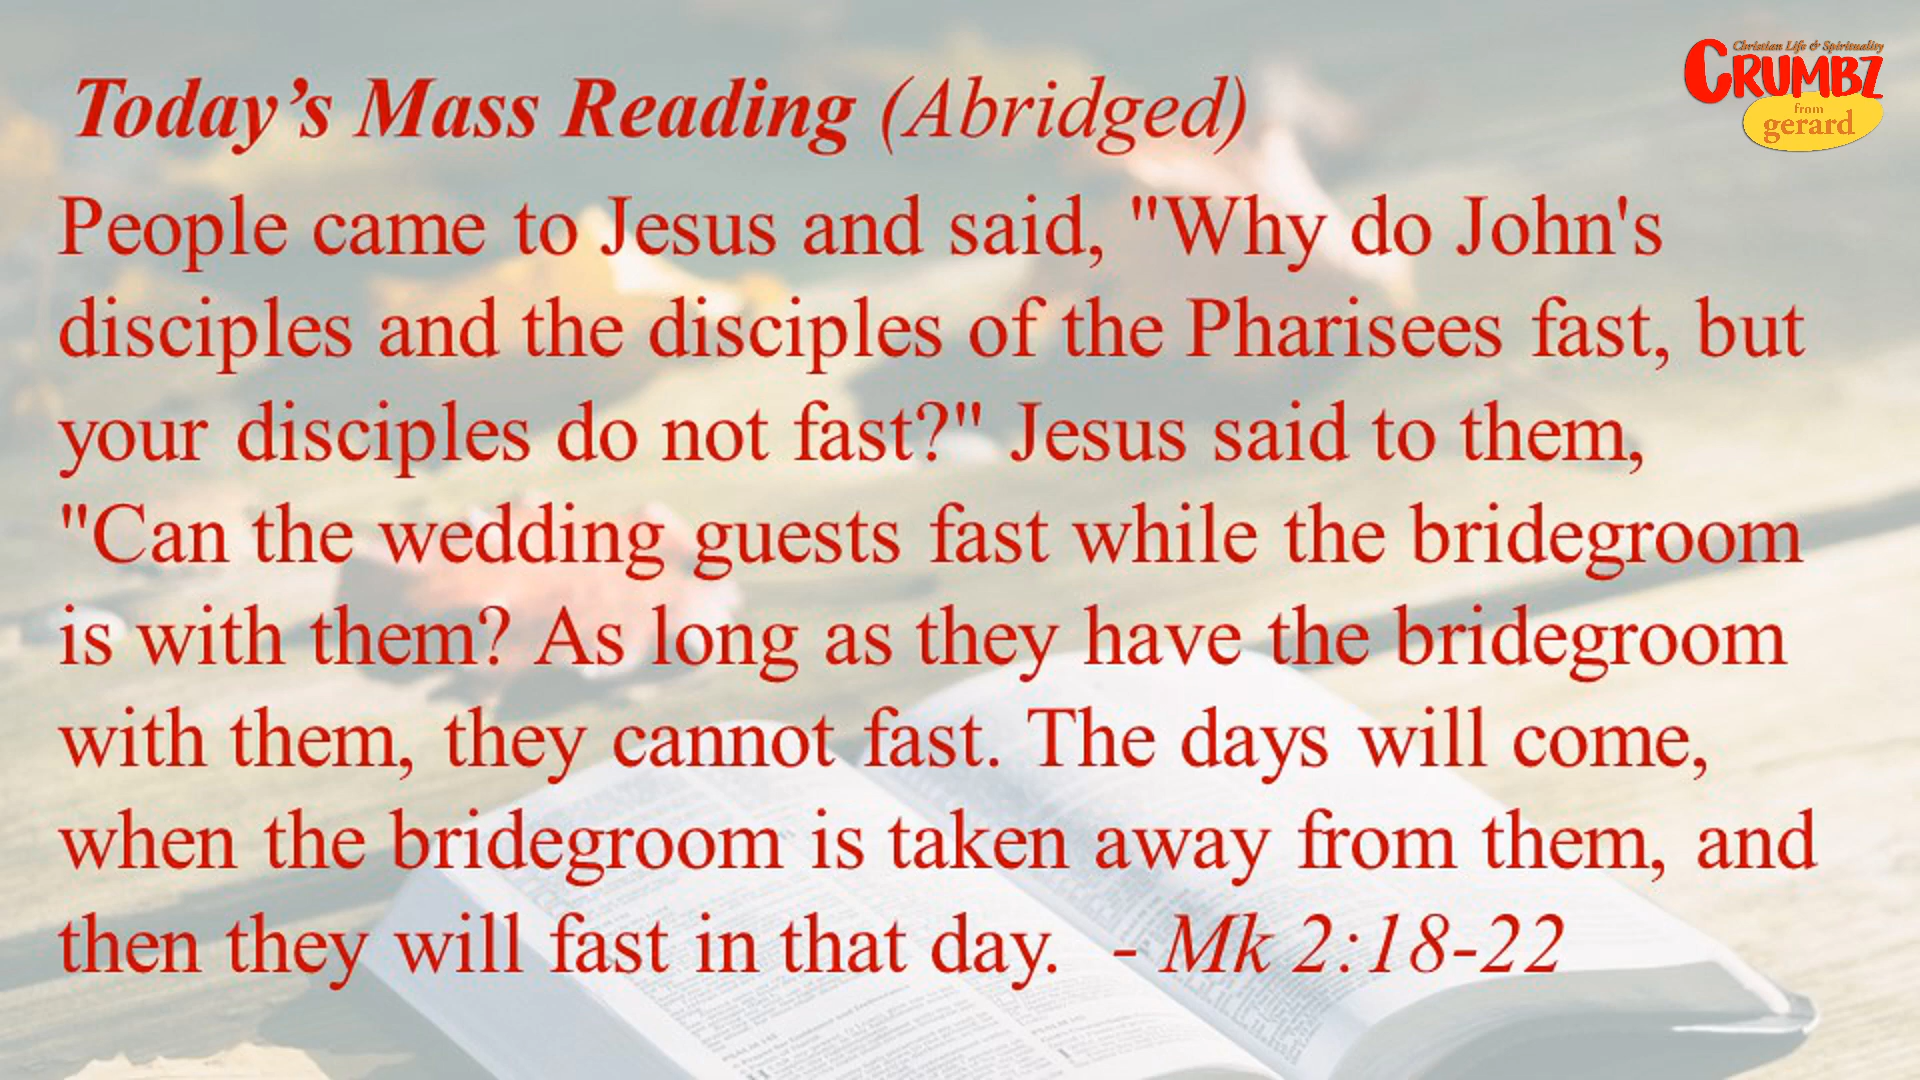 Christian Life & Spirituality
CRUMBZ
from
gerard
Today’s Mass Reading (Abridged)
People came to Jesus and said, "Why do John's
disciples and the disciples of the Pharisees fast, but
your disciples do not fast?" Jesus said to them,
"Can the wedding guests fast while the bridegroom
is with them? As long as they have the bridegroom
with them, they cannot fast. The days will come,
when the bridegroom is taken away from them, and
then they will fast in that day.  - Mk 2:18-22